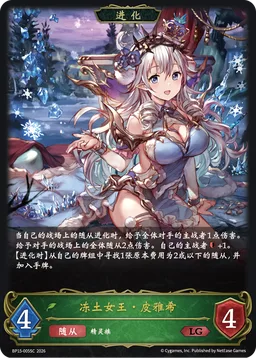 进化
当自己的战场上的随从进化时，给予全体对手的主战者1点伤害。
给予对手的战场上的全体随从2点伤害。自己的主战者+1。
【进化时】从自己的牌组中寻找1张原本费用为2或以下的随从，并
加入手牌。
冻土女王·皮雅希
4
随从
精灵族
LG
4
BP15-005SC 2026
© Cygames, Inc. Published by NetEase Games